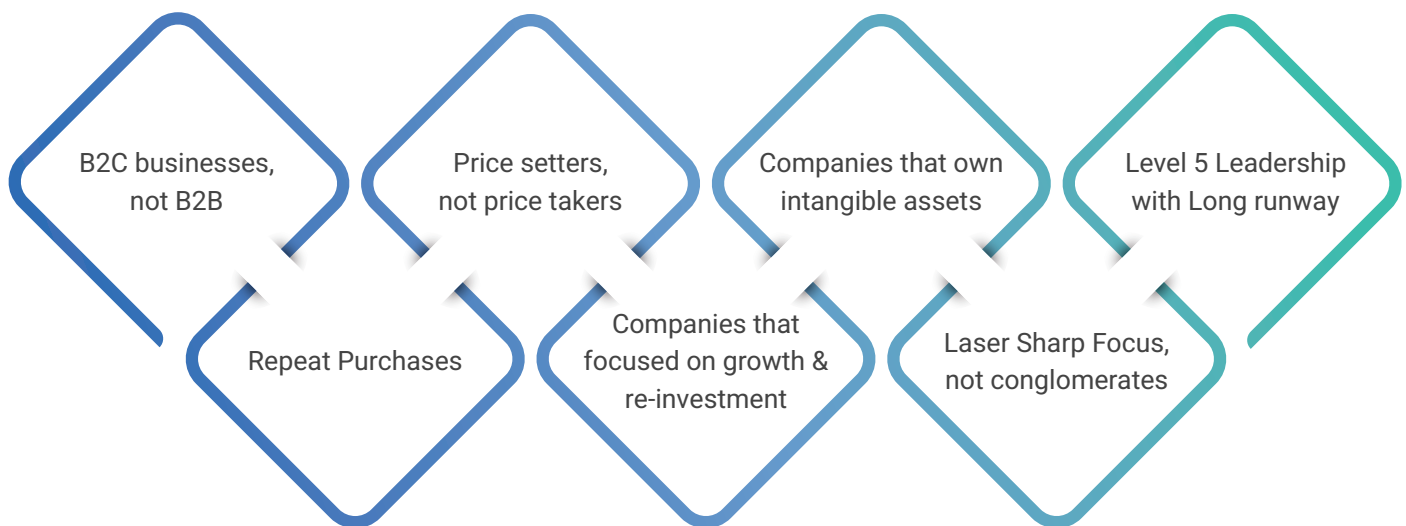 B2C businesses,
not B2B
Repeat Purchases
Price setters,
not price takers
Companies that
focused on growth &
re-investment
Companies that own
intangible assets
Laser Sharp Focus,
not conglomerates
Level 5 Leadership
with Long runway